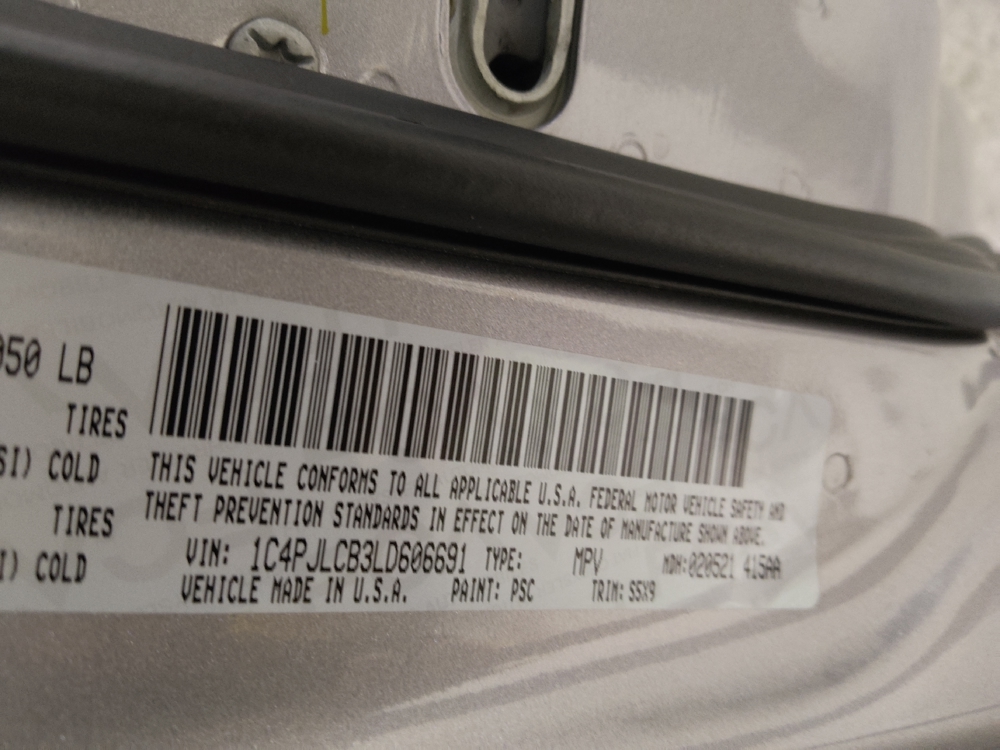 050 LB
TIRES
SI) COLD
TIRES
I) COLD
THIS VEHICLE CONFORMS TO ALL APPLICABLE U.S.A. FEDERAL MOTOR VEHICLE SAFETY AND
THEFT PREVENTION STANDARDS IN EFFECT ON THE DATE OF MANUFACTURE SHOWN ABOVE.
VIN: 1C4PJLCB3LD606691 TYPE: MPV MDH:020521 415AA
VEHICLE MADE IN U.S.A. PAINT: PSC TRIM: S5X9